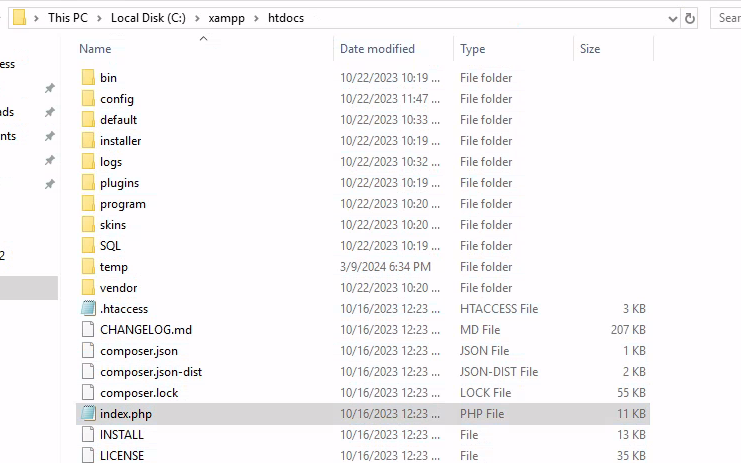 This PC > Local Disk (C:) > xampp > htdocs
Sear
Name Date modified Type Size
ess
ads
nts
2
bin 10/22/2023 10:19 ... File folder
config 10/22/2023 11:47 ... File folder
default 10/22/2023 10:33 ... File folder
installer 10/22/2023 10:19 ... File folder
logs 10/22/2023 10:32 ... File folder
plugins 10/22/2023 10:19 ... File folder
program 10/22/2023 10:20 ... File folder
skins 10/22/2023 10:20 ... File folder
SQL 10/22/2023 10:19 ... File folder
temp 3/9/2024 6:34 PM File folder
vendor 10/22/2023 10:20 ... File folder
.htaccess 10/16/2023 12:23 ... HTACCESS File 3 KB
CHANGELOG.md 10/16/2023 12:23 ... MD File 207 KB
composer.json 10/16/2023 12:23 ... JSON File 1 KB
composer.json-dist 10/16/2023 12:23 ... JSON-DIST File 2 KB
composer.lock 10/16/2023 12:23 ... LOCK File 55 KB
index.php 10/16/2023 12:23 ... PHP File 11 KB
INSTALL 10/16/2023 12:23 ... File 13 KB
LICENSE 10/16/2023 12:23 ... File 35 KB